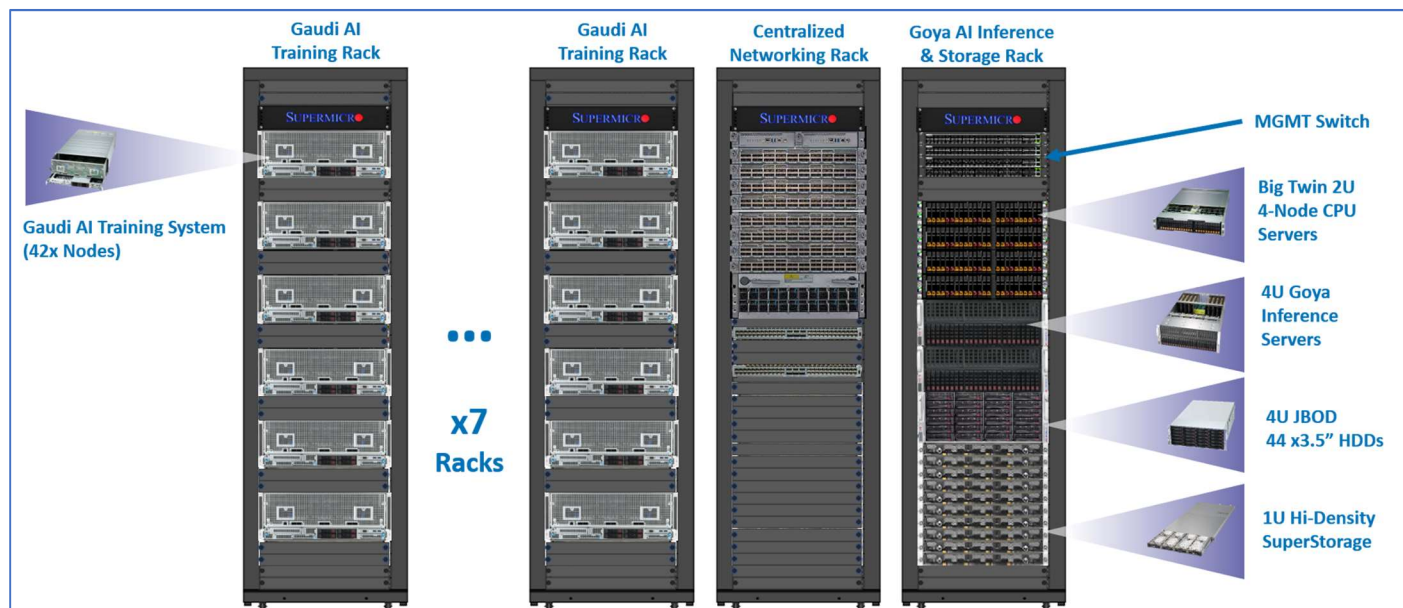 Gaudi AI
Training Rack
Gaudi AI
Training Rack
Centralized
Networking Rack
Goya AI Inference
& Storage Rack
SUPERMICRO
SUPERMICRO
SUPERMICRO
SUPERMICRO
Gaudi AI Training System
(42x Nodes)
...
x7
Racks
MGMT Switch
Big Twin 2U
4-Node CPU
Servers
4U Goya
Inference
Servers
4U JBOD
44 x3.5” HDDs
1U Hi-Density
SuperStorage